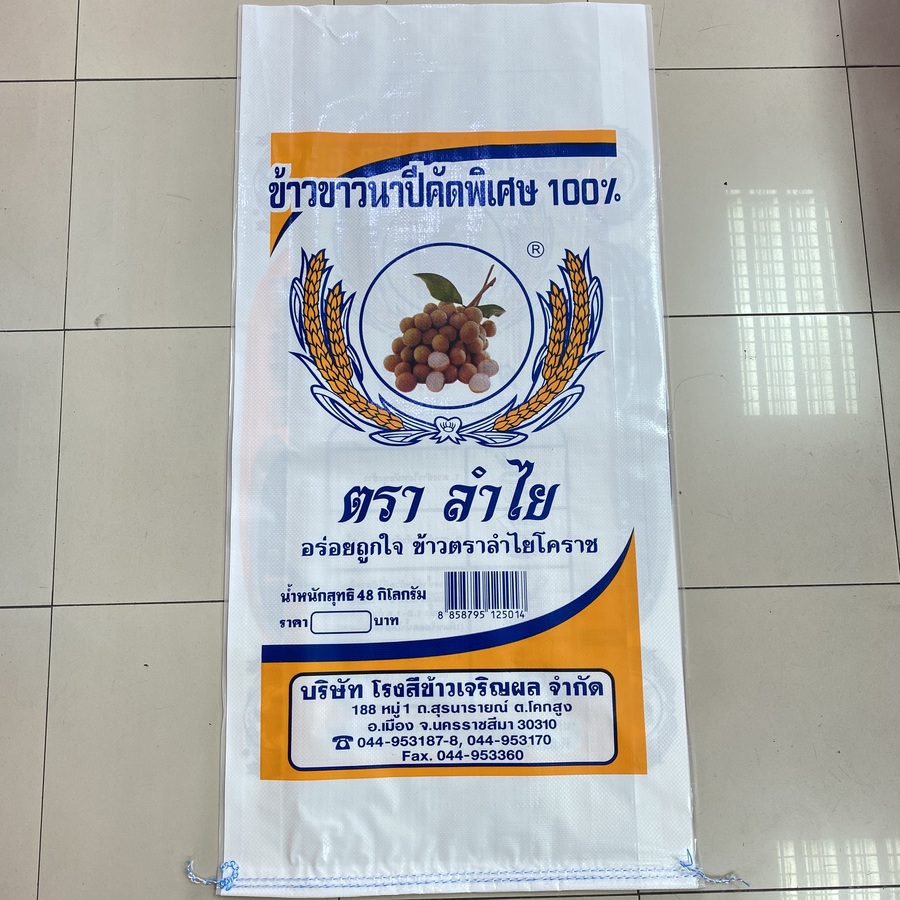 ข้าวขาวนาปีคัดพิเศษ 100%
®
ตรา ลำไย
อร่อยถูกใจ ข้าวตราลำไยโคราช
น้ำหนักสุทธิ 48 กิโลกรัม
ราคา บาท
8 858795 125014
บริษัท โรงสีข้าวเจริญผล จำกัด
188 หมู่ 1 ถ.สุรนารายณ์ ต.โคกสูง
อ.เมือง จ.นครราชสีมา 30310
☎ 044-953187-8, 044-953170
Fax. 044-953360